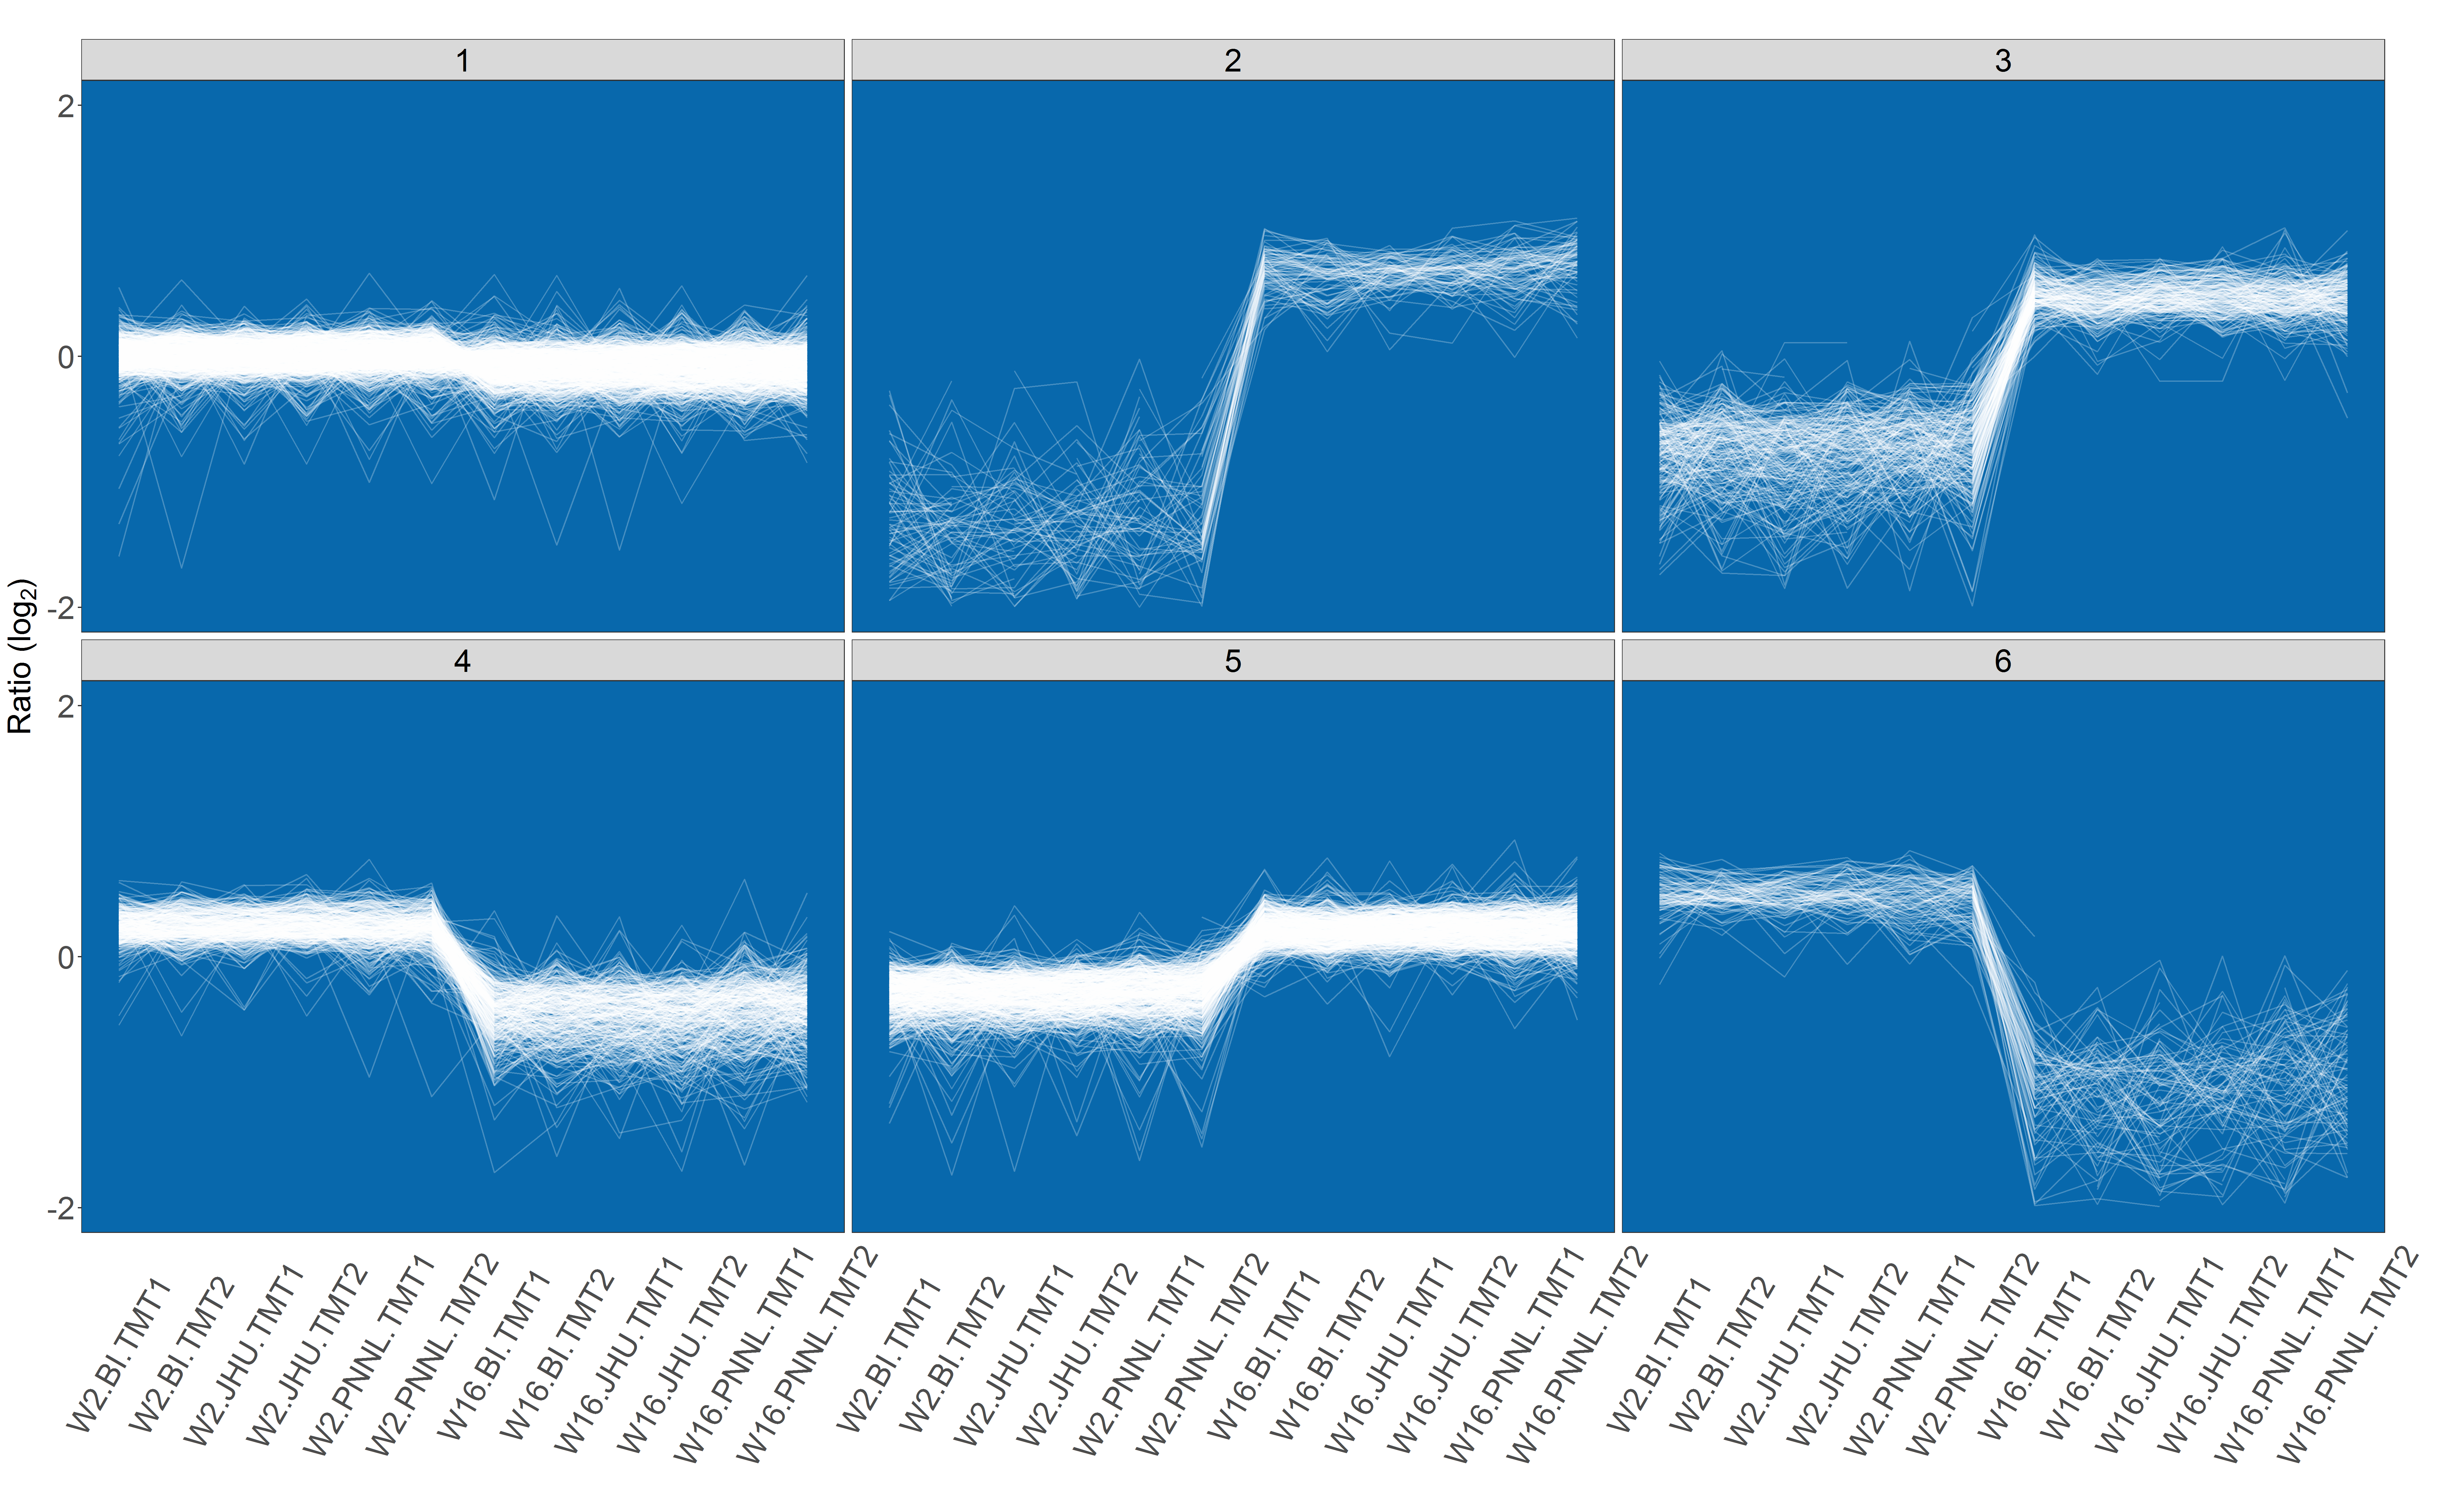 1
2
3
2
0
-2
Ratio (log2)
4
5
6
2
0
-2
W2.BI.TMT1
W2.BI.TMT2
W2.JHU.TMT1
W2.JHU.TMT2
W2.PNNL.TMT1
W2.PNNL.TMT2
W16.BI.TMT1
W16.BI.TMT2
W16.JHU.TMT1
W16.JHU.TMT2
W16.PNNL.TMT1
W16.PNNL.TMT2
W2.BI.TMT1
W2.BI.TMT2
W2.JHU.TMT1
W2.JHU.TMT2
W2.PNNL.TMT1
W2.PNNL.TMT2
W16.BI.TMT1
W16.BI.TMT2
W16.JHU.TMT1
W16.JHU.TMT2
W16.PNNL.TMT1
W16.PNNL.TMT2
W2.BI.TMT1
W2.BI.TMT2
W2.JHU.TMT1
W2.JHU.TMT2
W2.PNNL.TMT1
W2.PNNL.TMT2
W16.BI.TMT1
W16.BI.TMT2
W16.JHU.TMT1
W16.JHU.TMT2
W16.PNNL.TMT1
W16.PNNL.TMT2